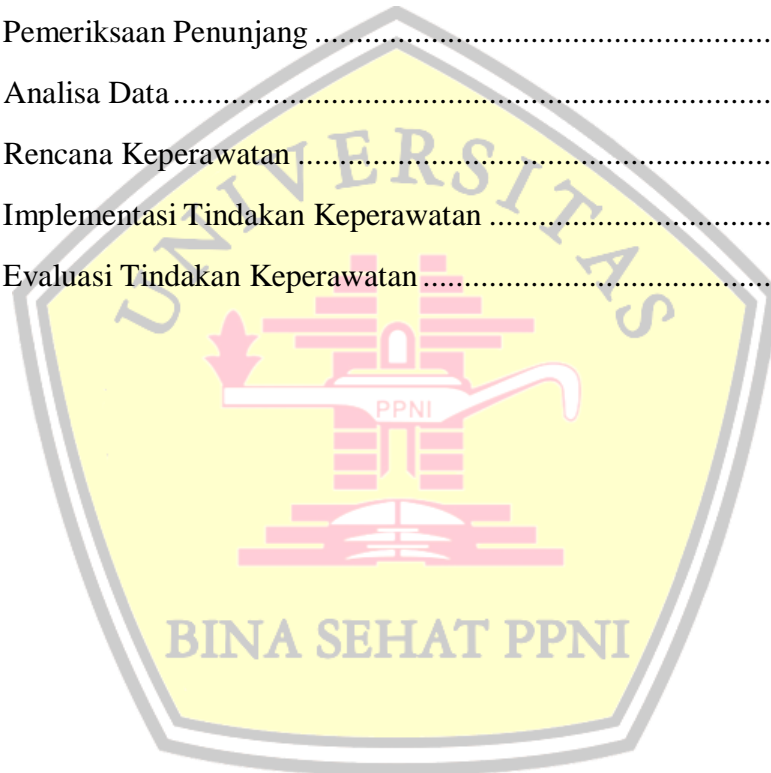 Pemeriksaan Penunjang ........................................................
Analisa Data .........................................................................
Rencana Keperawatan ..........................................................
Implementasi Tindakan Keperawatan ..................................
Evaluasi Tindakan Keperawatan ..........................................
UNIVERSITAS
PPNI
BINA SEHAT PPNI